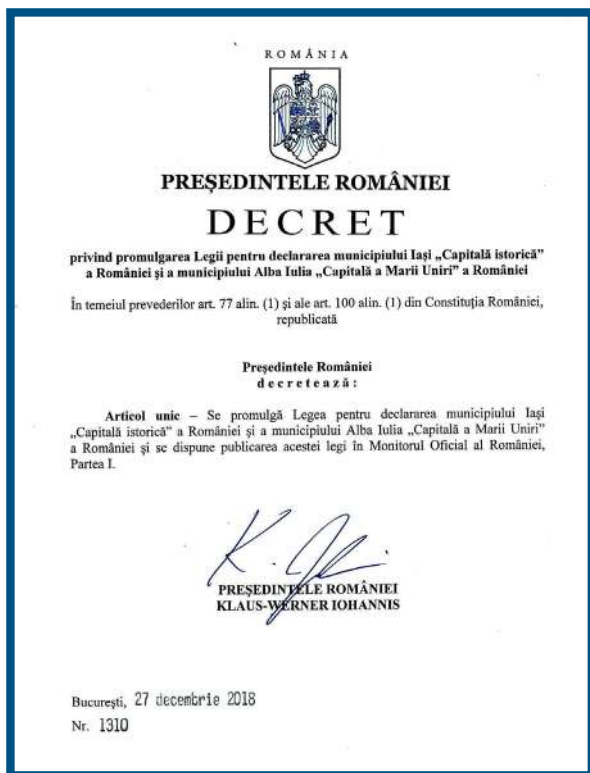 ROMÂNIA
PREŞEDINTELE ROMÂNIEI
DECRET
privind promulgarea Legii pentru declararea municipiului Iaşi „Capitală istorică”
a României şi a municipiului Alba Iulia „Capitală a Marii Uniri” a României
În temeiul prevederilor art. 77 alin. (1) şi ale art. 100 alin. (1) din Constituţia României,
republicată
Preşedintele României
decretează:
Articol unic – Se promulgă Legea pentru declararea municipiului Iaşi
„Capitală istorică” a României şi a municipiului Alba Iulia „Capitală a Marii Uniri”
a României şi se dispune publicarea acestei legi în Monitorul Oficial al României,
Partea I.
PREŞEDINTELE ROMÂNIEI
KLAUS-WERNER IOHANNIS
Bucureşti, 27 decembrie 2018
Nr. 1310